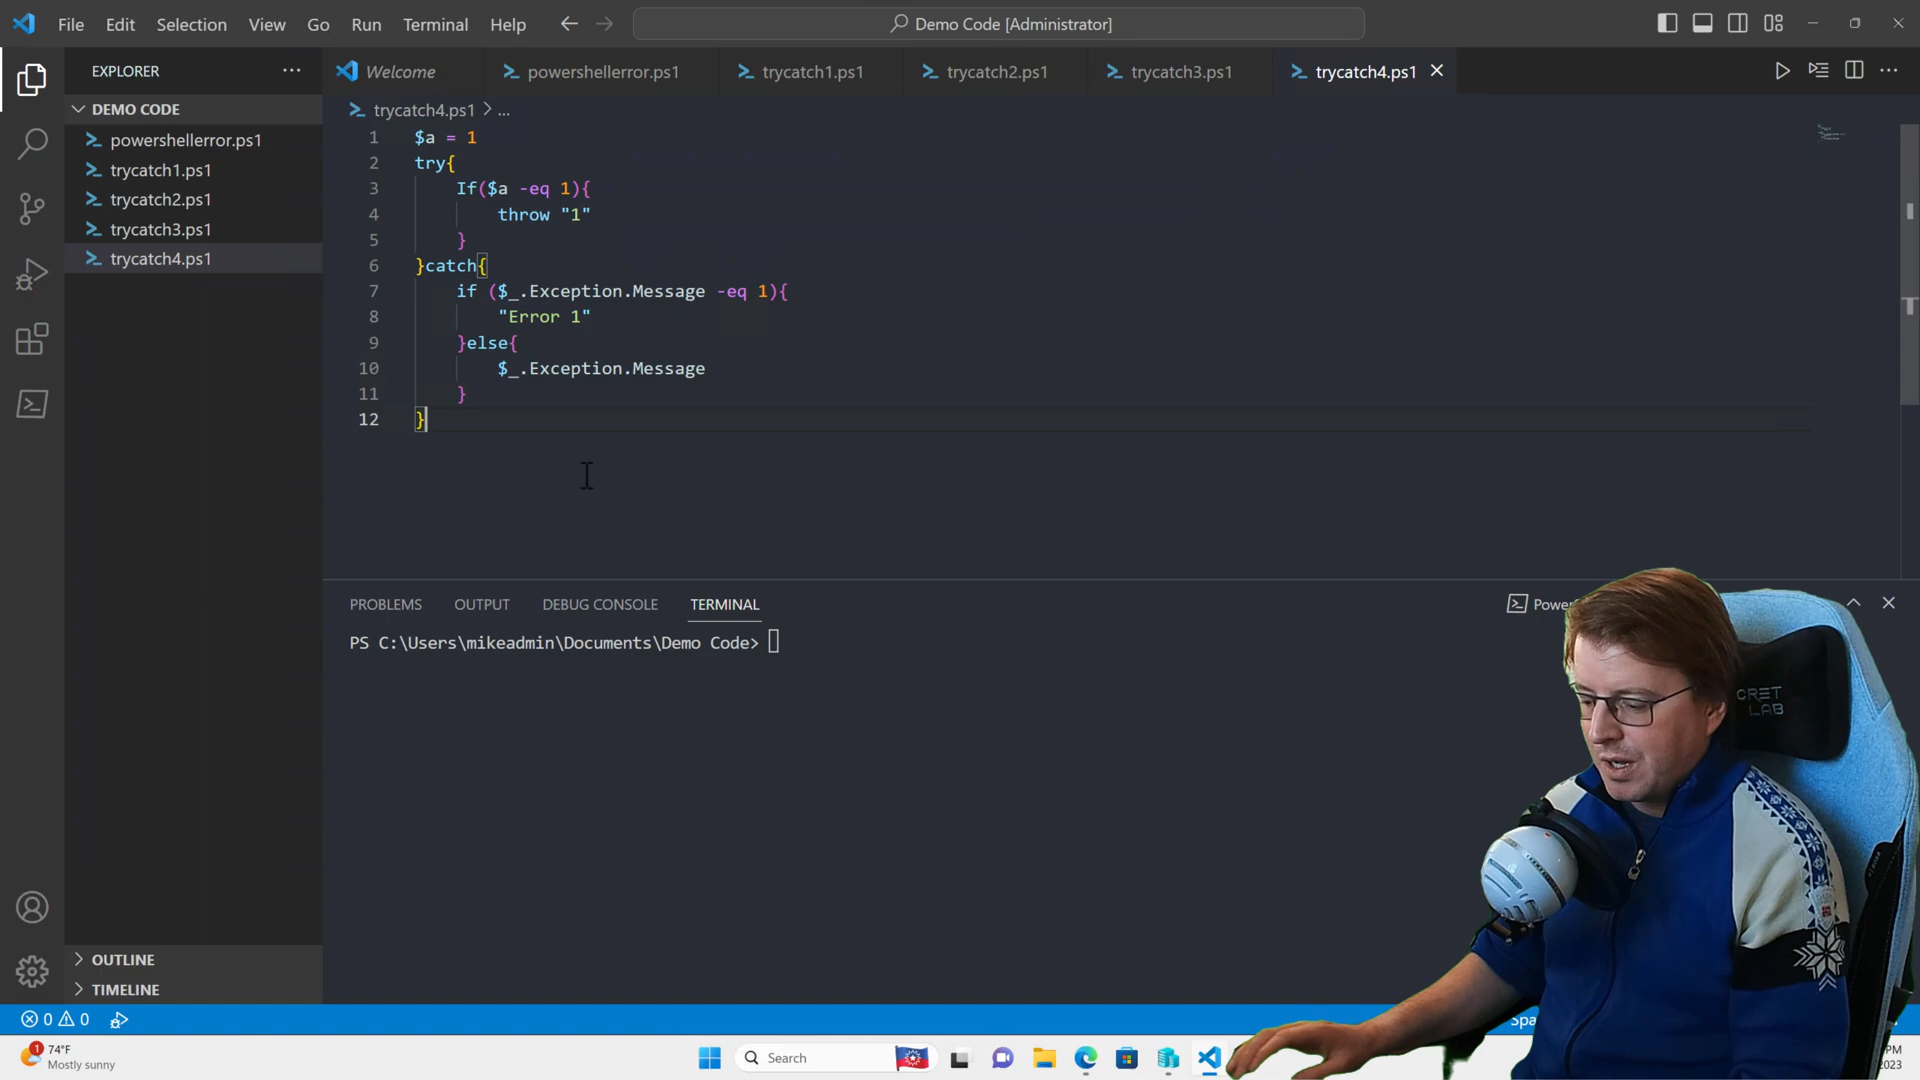 File Edit Selection View Go Run Terminal Help
Demo Code [Administrator]
EXPLORER
DEMO CODE
powershellerror.ps1
trycatch1.ps1
trycatch2.ps1
trycatch3.ps1
trycatch4.ps1
OUTLINE
TIMELINE
Welcome powershellerror.ps1 trycatch1.ps1 trycatch2.ps1 trycatch3.ps1 trycatch4.ps1
trycatch4.ps1 > ...
1 $a = 1
2 try{
3 If($a -eq 1){
4 throw "1"
5 }
6 }catch{
7 if ($_.Exception.Message -eq 1){
8 "Error 1"
9 }else{
10 $_.Exception.Message
11 }
12 }
PROBLEMS OUTPUT DEBUG CONSOLE TERMINAL
PS C:\Users\mikeadmin\Documents\Demo Code>
CRET
LAB
0 0
1
74°F
Mostly sunny
Search